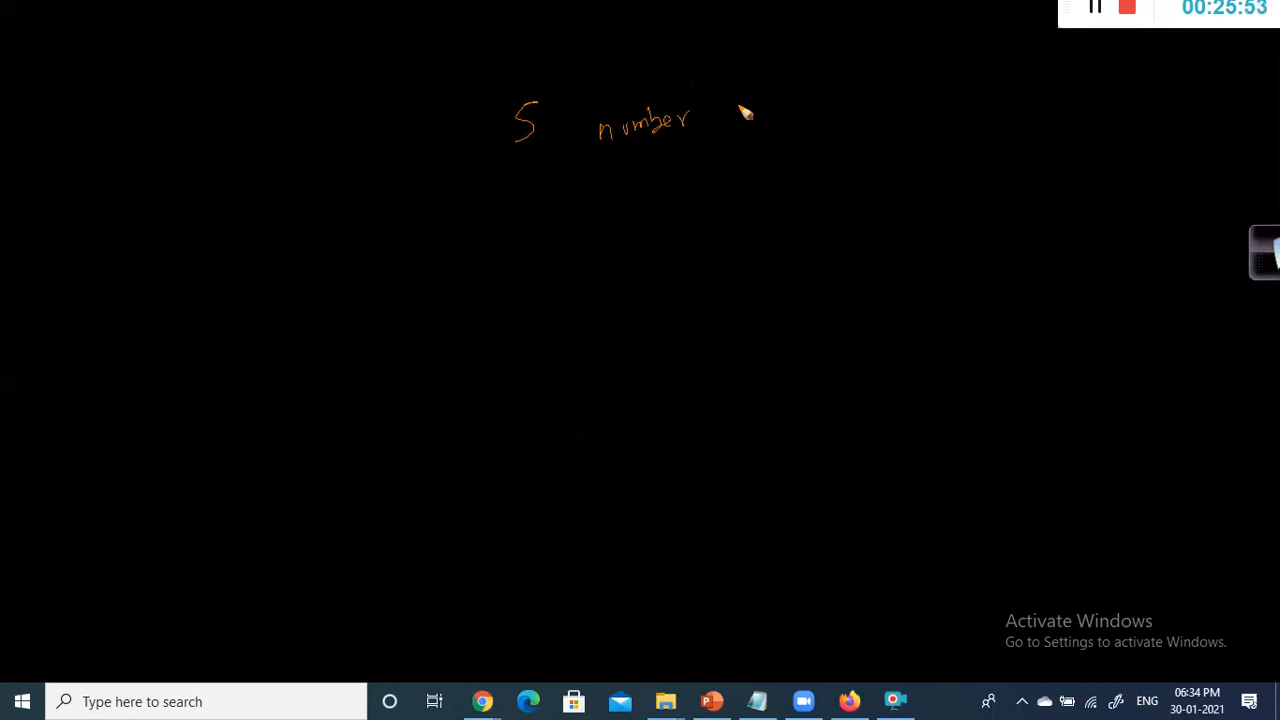 00:25:53
5 number
Activate Windows
Go to Settings to activate Windows.
Type here to search
ENG
06:34 PM
30-01-2021